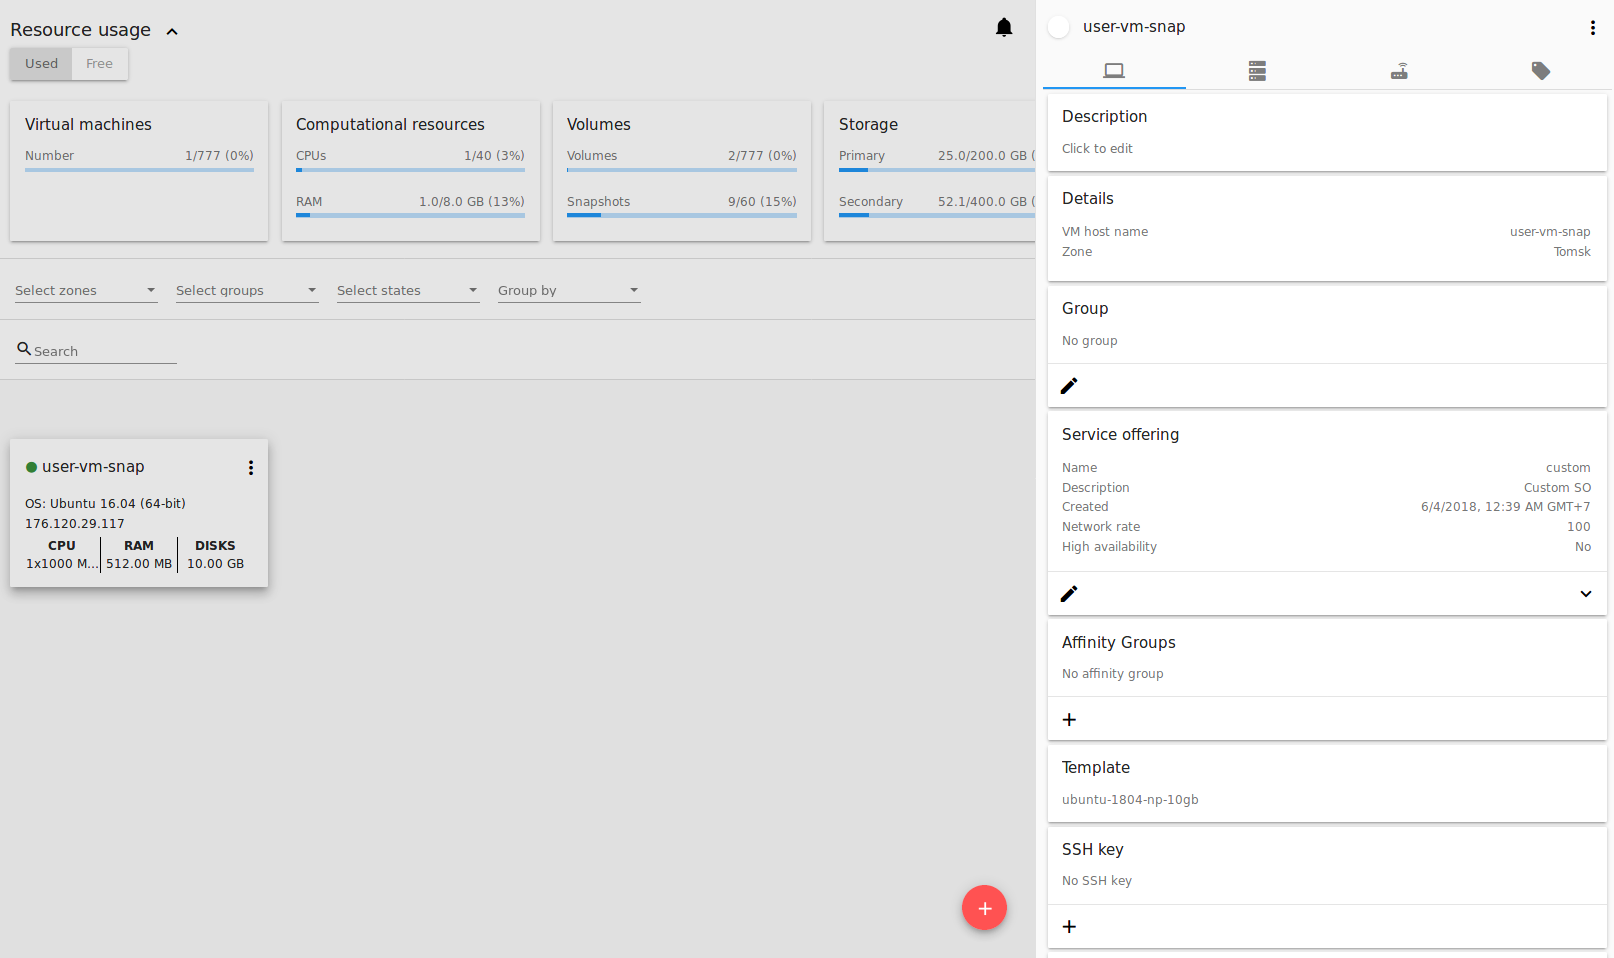 Resource usage
Used Free
Virtual machines
Number 1/777 (0%)
Computational resources
CPUs 1/40 (3%)
RAM 1.0/8.0 GB (13%)
Volumes
Volumes 2/777 (0%)
Snapshots 9/60 (15%)
Storage
Primary 25.0/200.0 GB (
Secondary 52.1/400.0 GB (
Select zones Select groups Select states Group by
Search
user-vm-snap
OS: Ubuntu 16.04 (64-bit)
176.120.29.117
CPU RAM DISKS
1x1000 M... 512.00 MB 10.00 GB
user-vm-snap
Description
Click to edit
Details
VM host name user-vm-snap
Zone Tomsk
Group
No group
Service offering
Name custom
Description Custom SO
Created 6/4/2018, 12:39 AM GMT+7
Network rate 100
High availability No
Affinity Groups
No affinity group
Template
ubuntu-1804-np-10gb
SSH key
No SSH key